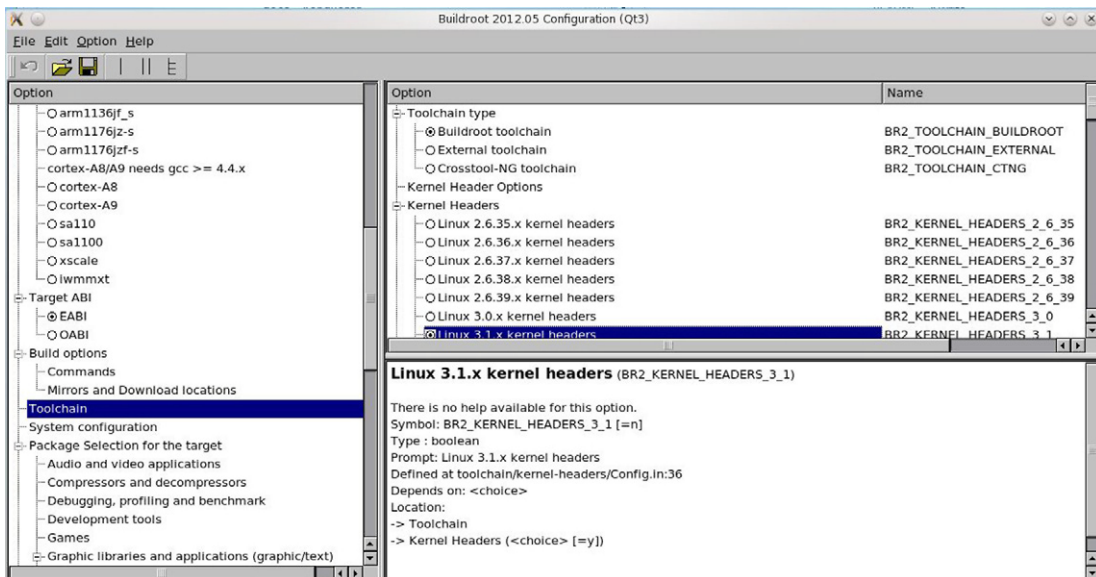 Buildroot 2012.05 Configuration (Qt3)
File Edit Option Help
Option
arm1136jf_s
arm1176jz-s
arm1176jzf-s
cortex-A8/A9 needs gcc >= 4.4.x
cortex-A8
cortex-A9
sa110
sa1100
xscale
iwmmxt
Target ABI
EABI
OABI
Build options
Commands
Mirrors and Download locations
Toolchain
System configuration
Package Selection for the target
Audio and video applications
Compressors and decompressors
Debugging, profiling and benchmark
Development tools
Games
Graphic libraries and applications (graphic/text)
Option Name
Toolchain type
Buildroot toolchain BR2_TOOLCHAIN_BUILDROOT
External toolchain BR2_TOOLCHAIN_EXTERNAL
Crosstool-NG toolchain BR2_TOOLCHAIN_CTNG
Kernel Header Options
Kernel Headers
Linux 2.6.35.x kernel headers BR2_KERNEL_HEADERS_2_6_35
Linux 2.6.36.x kernel headers BR2_KERNEL_HEADERS_2_6_36
Linux 2.6.37.x kernel headers BR2_KERNEL_HEADERS_2_6_37
Linux 2.6.38.x kernel headers BR2_KERNEL_HEADERS_2_6_38
Linux 2.6.39.x kernel headers BR2_KERNEL_HEADERS_2_6_39
Linux 3.0.x kernel headers BR2_KERNEL_HEADERS_3_0
Linux 3.1.x kernel headers BR2_KERNEL_HEADERS_3_1
Linux 3.1.x kernel headers (BR2_KERNEL_HEADERS_3_1)
There is no help available for this option.
Symbol: BR2_KERNEL_HEADERS_3_1 [=n]
Type : boolean
Prompt: Linux 3.1.x kernel headers
Defined at toolchain/kernel-headers/Config.in:36
Depends on: <choice>
Location:
-> Toolchain
-> Kernel Headers (<choice> [=y])